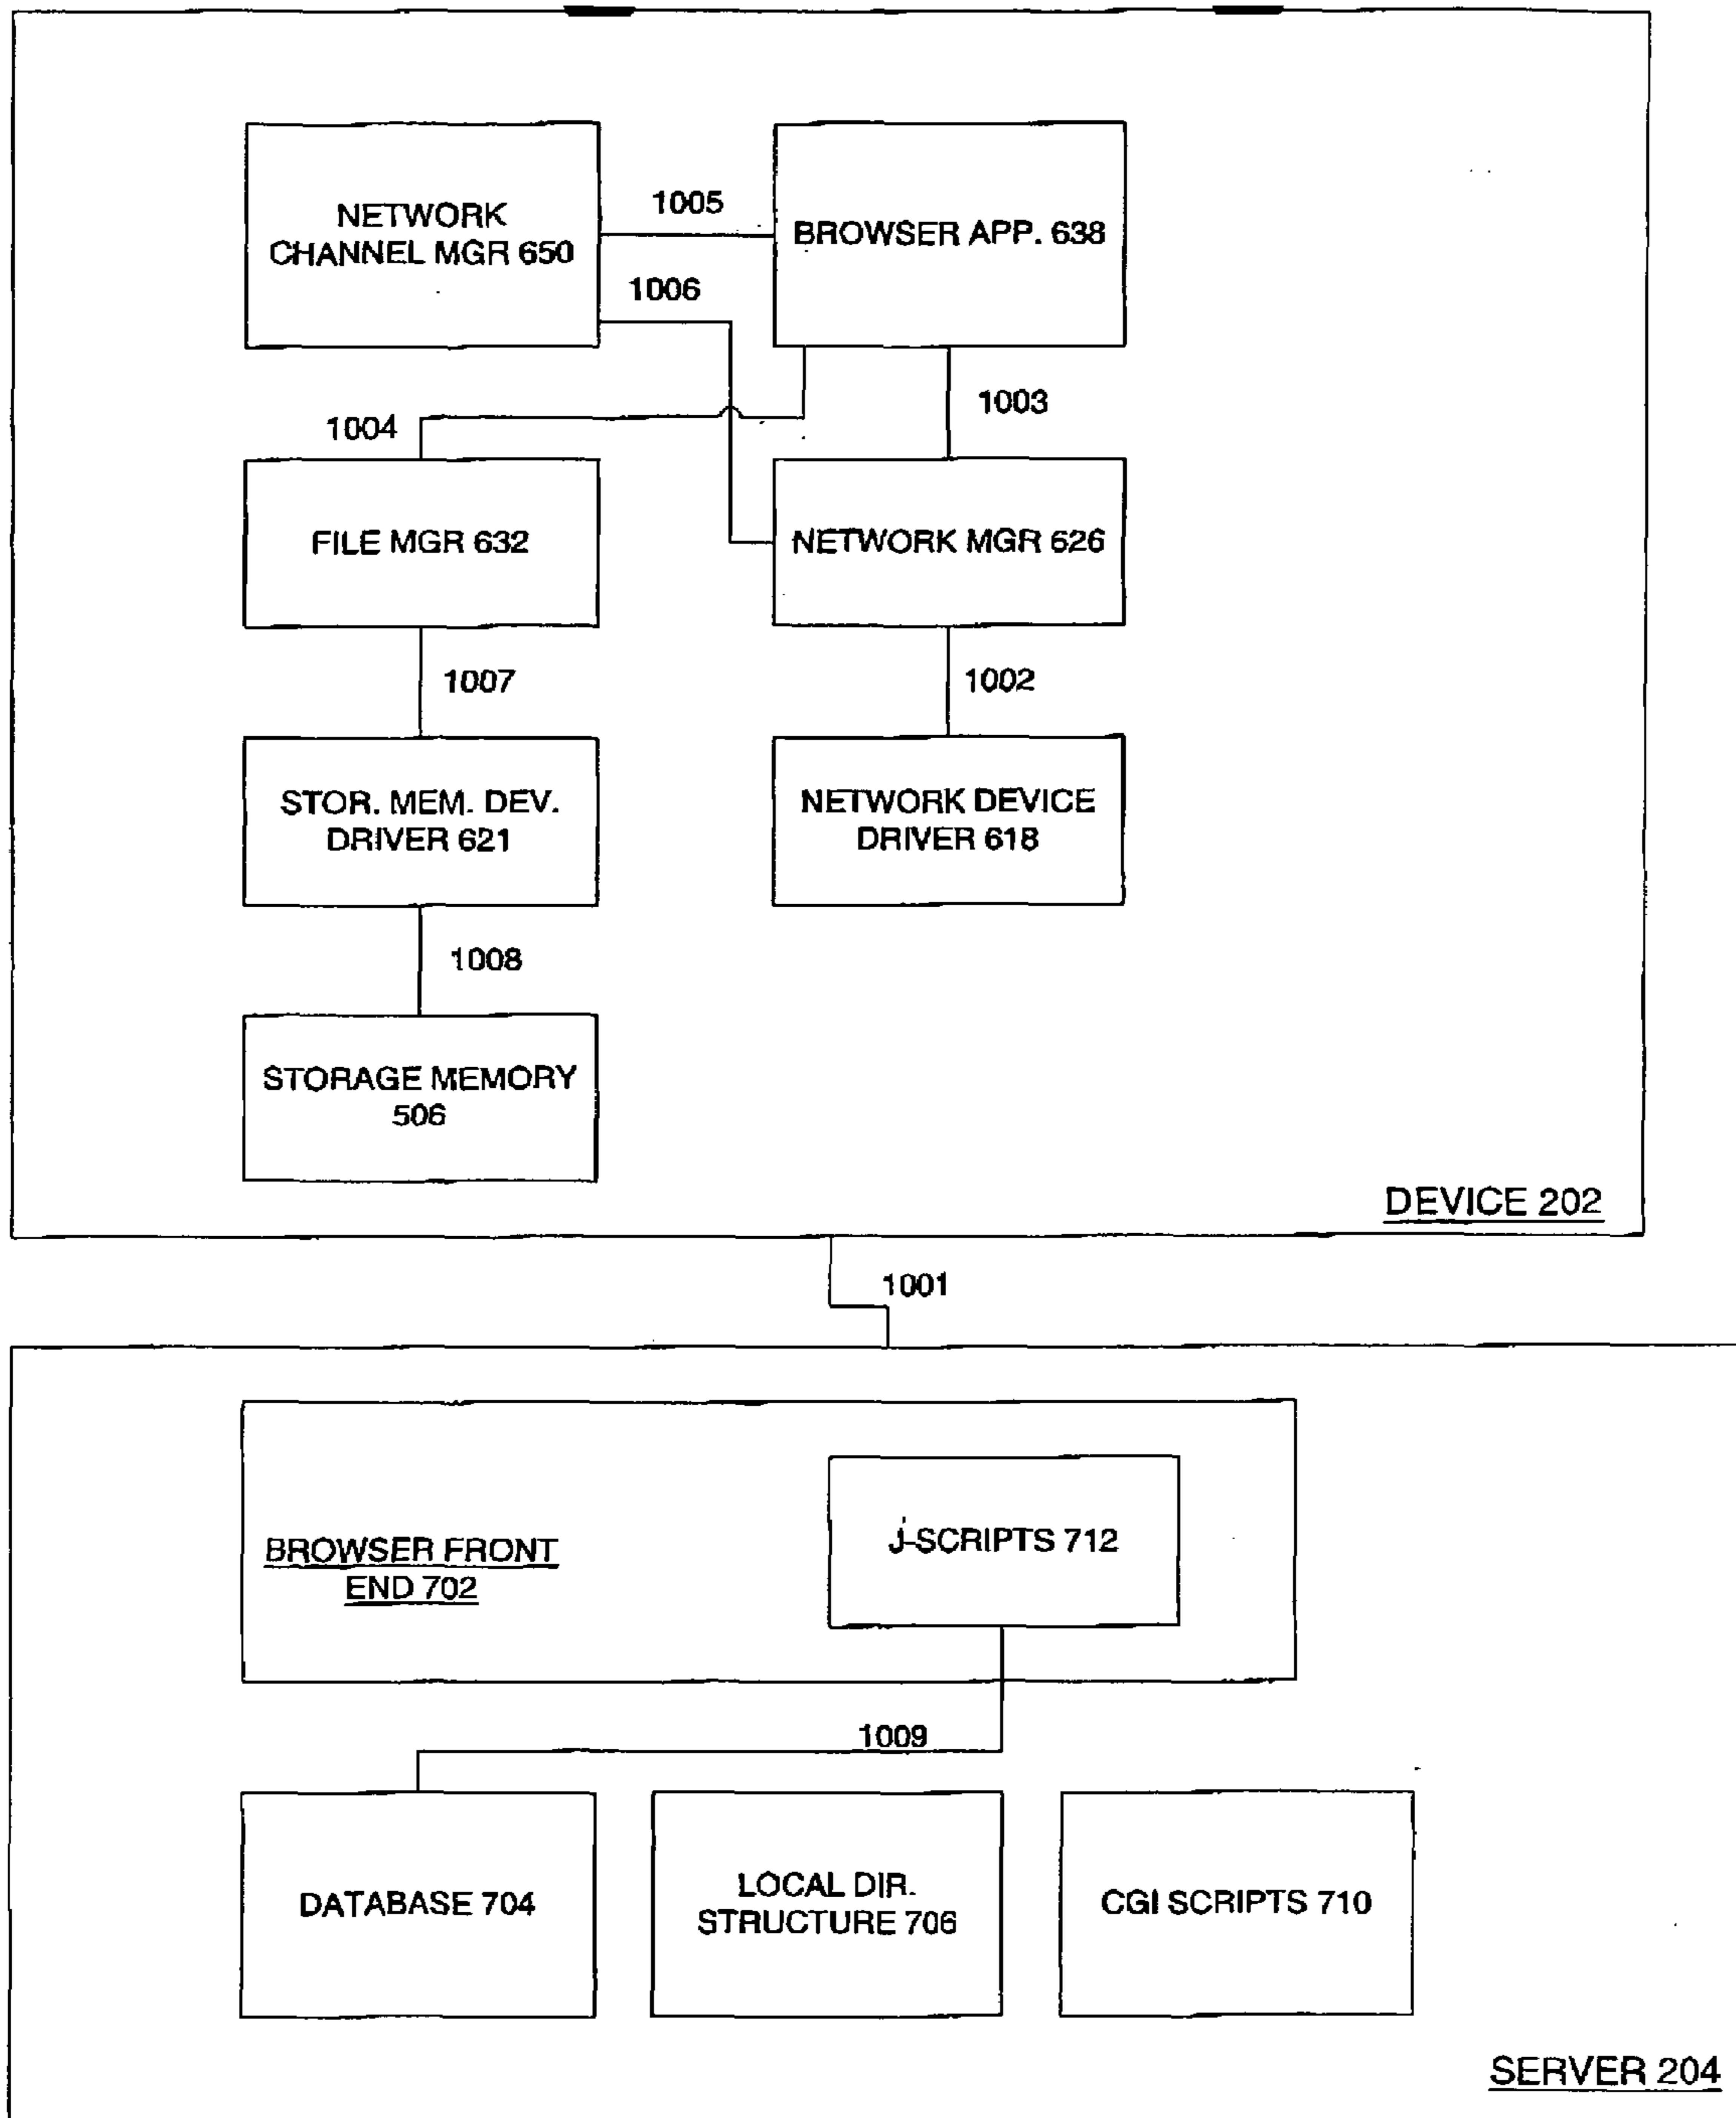 NETWORK
CHANNEL MGR 650
1005
BROWSER APP. 638
1006
1004
1003
FILE MGR 632
NETWORK MGR 626
1007
1002
STOR. MEM. DEV.
DRIVER 621
NETWORK DEVICE
DRIVER 618
1008
STORAGE MEMORY
506
DEVICE 202
1001
BROWSER FRONT
END 702
J-SCRIPTS 712
1009
DATABASE 704
LOCAL DIR.
STRUCTURE 706
CGI SCRIPTS 710
SERVER 204